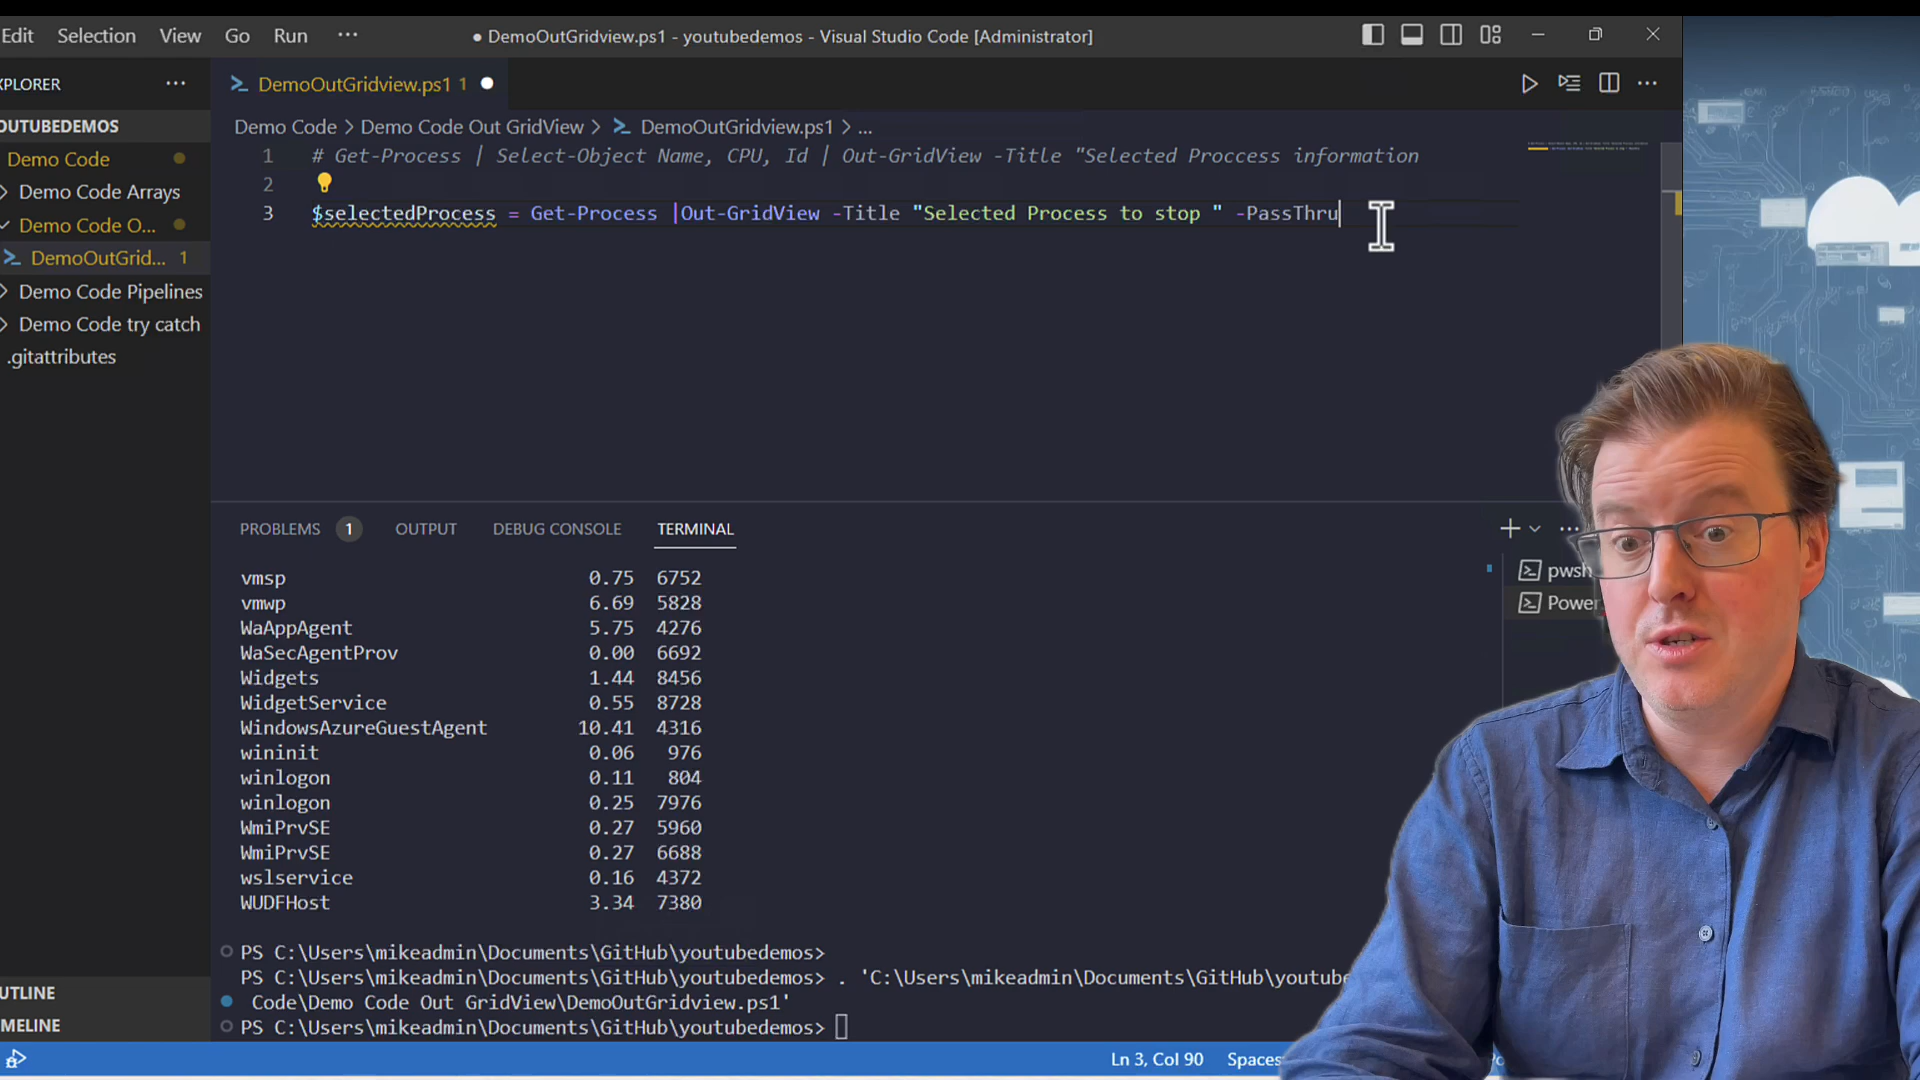 Edit Selection View Go Run ···
● DemoOutGridview.ps1 - youtubedemos - Visual Studio Code [Administrator]
XPLORER ···
DemoOutGridview.ps1 1
OUTUBEDEMOS
Demo Code > Demo Code Out GridView > DemoOutGridview.ps1 > ...
Demo Code
Demo Code Arrays
Demo Code O...
DemoOutGrid... 1
Demo Code Pipelines
Demo Code try catch
.gitattributes
1 # Get-Process | Select-Object Name, CPU, Id | Out-GridView -Title "Selected Proccess information
2
3 $selectedProcess = Get-Process |Out-GridView -Title "Selected Process to stop " -PassThru
PROBLEMS 1 OUTPUT DEBUG CONSOLE TERMINAL
pwsh
Power
vmsp 0.75 6752
vmwp 6.69 5828
WaAppAgent 5.75 4276
WaSecAgentProv 0.00 6692
Widgets 1.44 8456
WidgetService 0.55 8728
WindowsAzureGuestAgent 10.41 4316
wininit 0.06 976
winlogon 0.11 804
winlogon 0.25 7976
WmiPrvSE 0.27 5960
WmiPrvSE 0.27 6688
wslservice 0.16 4372
WUDFHost 3.34 7380
PS C:\Users\mikeadmin\Documents\GitHub\youtubedemos>
PS C:\Users\mikeadmin\Documents\GitHub\youtubedemos> . 'C:\Users\mikeadmin\Documents\GitHub\youtube
Code\Demo Code Out GridView\DemoOutGridview.ps1'
PS C:\Users\mikeadmin\Documents\GitHub\youtubedemos>
UTLINE
MELINE
Ln 3, Col 90 Spaces